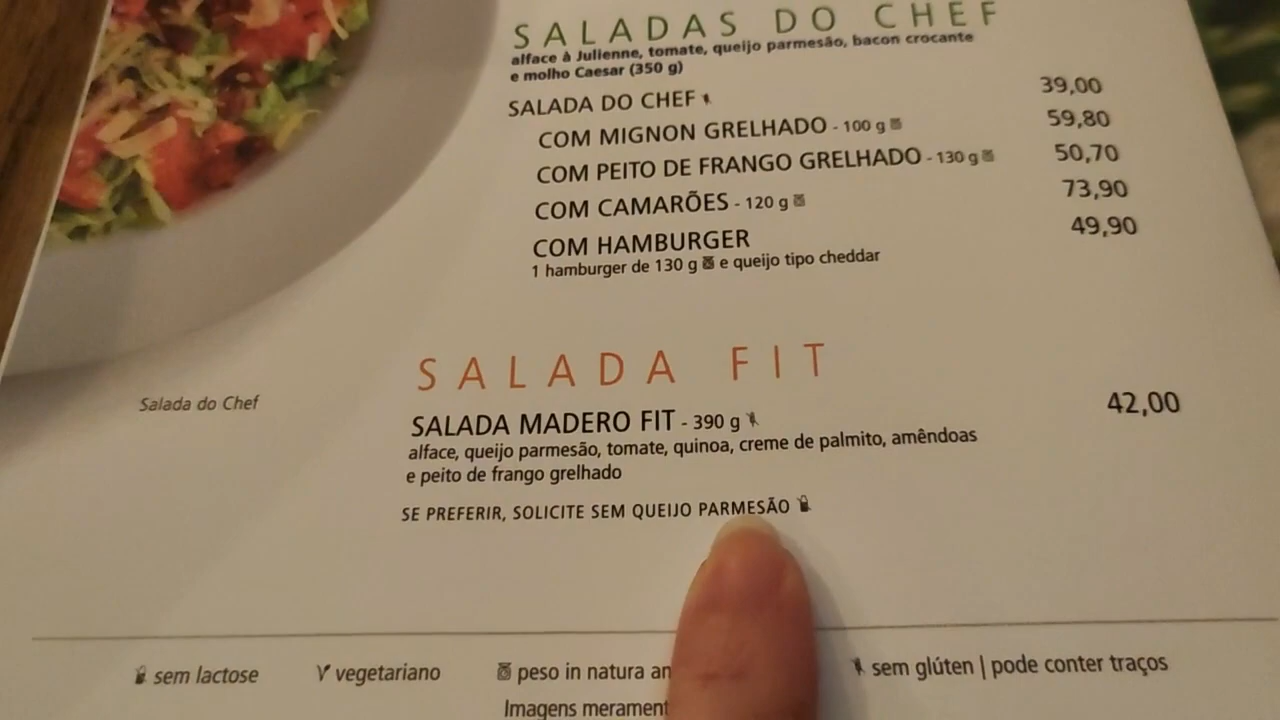 SALADAS DO CHEF
alface à Julienne, tomate, queijo parmesão, bacon crocante
e molho Caesar (350 g)
SALADA DO CHEF 39,00
COM MIGNON GRELHADO - 100 g 59,80
COM PEITO DE FRANGO GRELHADO - 130 g 50,70
COM CAMARÕES - 120 g 73,90
COM HAMBURGER 49,90
1 hamburger de 130 g e queijo tipo cheddar
SALADA FIT
Salada do Chef
SALADA MADERO FIT - 390 g 42,00
alface, queijo parmesão, tomate, quinoa, creme de palmito, amêndoas
e peito de frango grelhado
SE PREFERIR, SOLICITE SEM QUEIJO PARMESÃO
sem lactose vegetariano peso in natura sem glúten | pode conter traços
Imagens